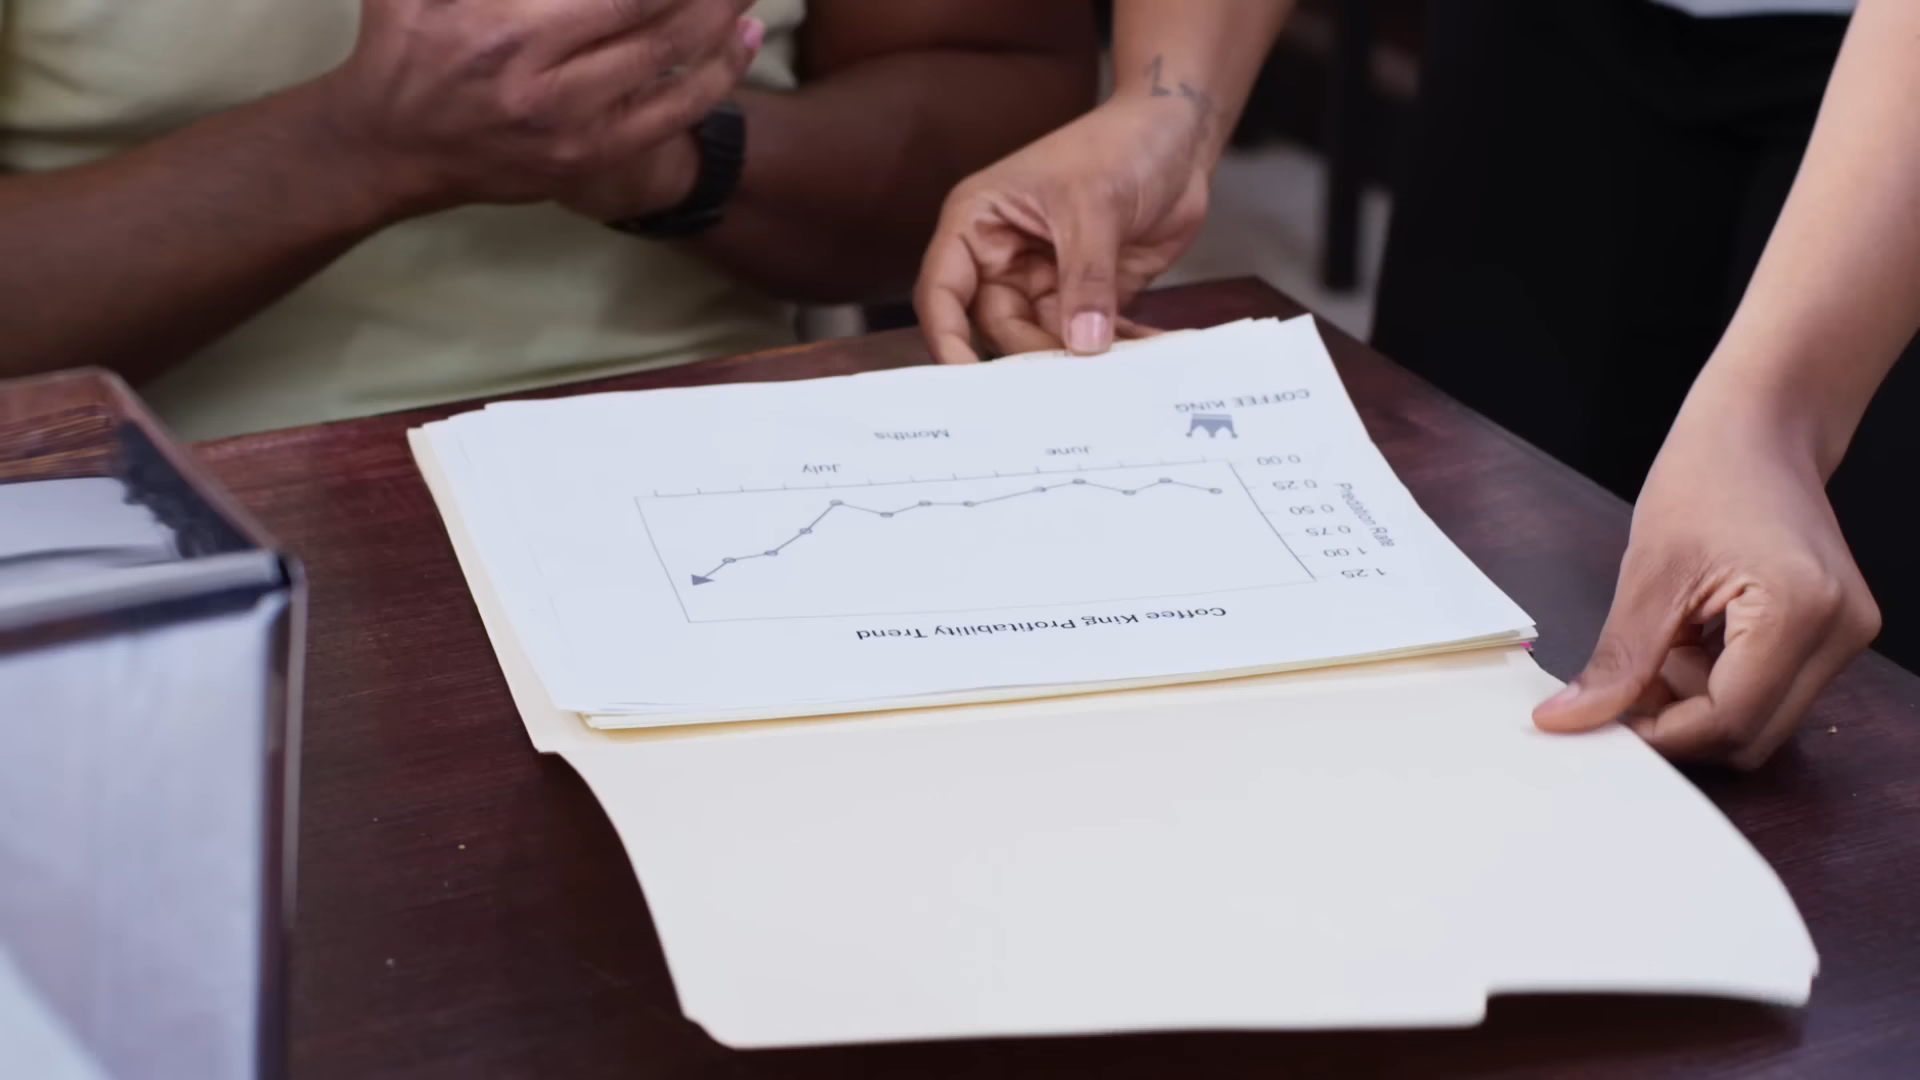 Coffee King Profitability Trend
1.25
1.00
0.75
0.50
0.25
0.00
Predation Rate
June
July
Months
COFFEE KING